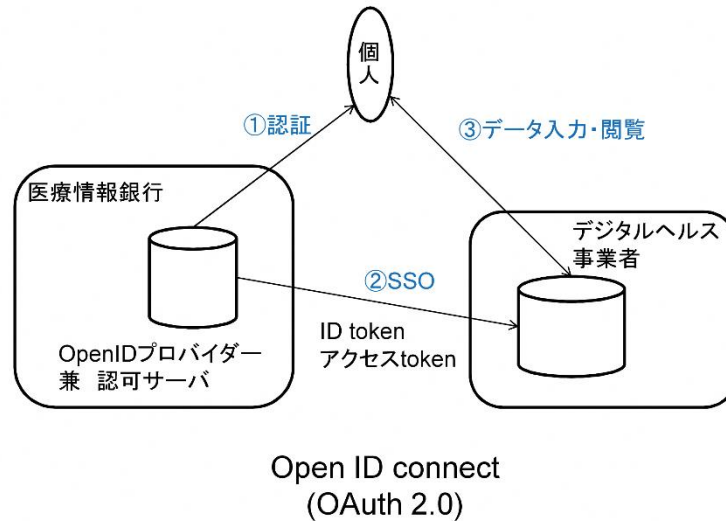 個
人
①認証
③データ入力・閲覧
医療情報銀行
デジタルヘルス
事業者
②SSO
ID token
アクセスtoken
OpenIDプロバイダー
兼 認可サーバ
Open ID connect
(OAuth 2.0)